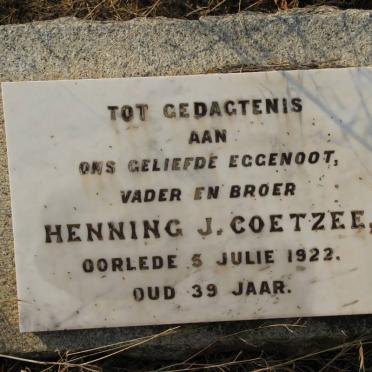 TOT GEDAGTENIS
AAN
ONS GELIEFDE EGGENOOT,
VADER EN BROER
HENNING J. COETZEE,
OORLEDE 5 JULIE 1922.
OUD 39 JAAR.